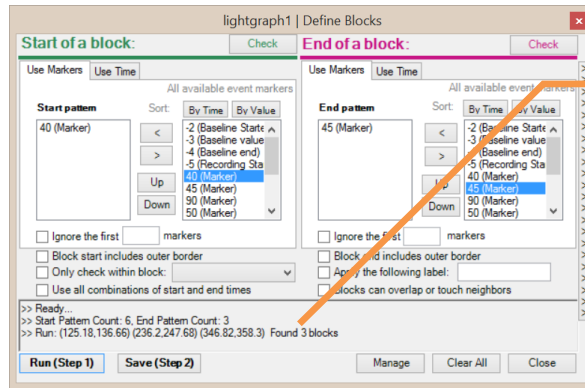 lightgraph1 | Define Blocks
Start of a block:
Check
Use Markers
Use Time
All available event markers
Start pattem
Sort:
By Time
By Value
40 (Marker)
<
>
Up
Down
-2 (Baseline Starte
-3 (Baseline value
-4 (Baseline end)
-5 (Recording Sta
40 (Marker)
45 (Marker)
90 (Marker)
50 (Marker)
Ignore the first
markers
Block start includes outer border
Only check within block:
Use all combinations of start and end times
End of a block:
Check
Use Markers
Use Time
All available event markers
End pattem
Sort:
By Time
By Value
45 (Marker)
<
>
Up
Down
-2 (Baseline Starte
-3 (Baseline value
-4 (Baseline end)
-5 (Recording Sta
40 (Marker)
45 (Marker)
90 (Marker)
50 (Marker)
Ignore the first
markers
Block end includes outer border
Apply the following label:
Blocks can overlap or touch neighbors
>> Ready...
>> Start Pattern Count: 6, End Pattern Count: 3
>> Run: (125.18,136.66) (236.2,247.68) (346.82,358.3) Found 3 blocks
Run (Step 1)
Save (Step 2)
Manage
Clear All
Close